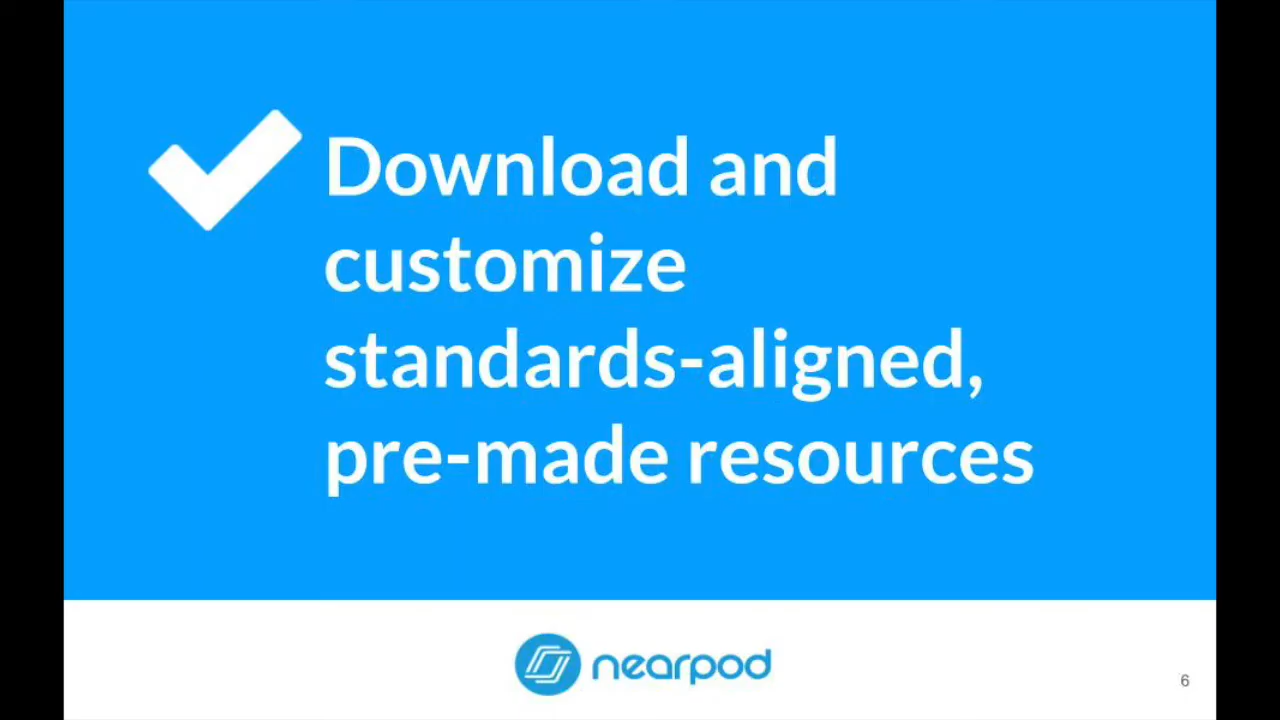 Download and
customize
standards-aligned,
pre-made resources
nearpod
6